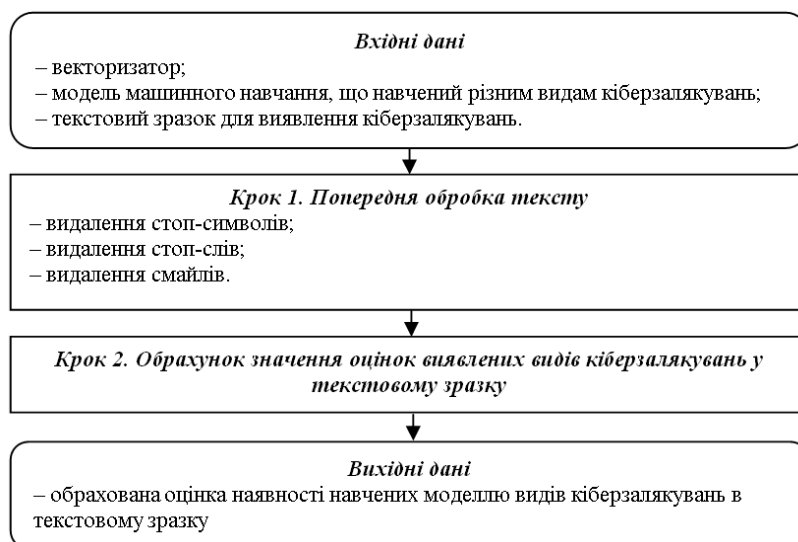 Вхідні дані
– векторизатор;
– модель машинного навчання, що навчений різним видам кіберзалякувань;
– текстовий зразок для виявлення кіберзалякувань.
Крок 1. Попередня обробка тексту
– видалення стоп-символів;
– видалення стоп-слів;
– видалення смайлів.
Крок 2. Обрахунок значення оцінок виявлених видів кіберзалякувань у
текстовому зразку
Вихідні дані
– обрахована оцінка наявності навчених моделлю видів кіберзалякувань в
текстовому зразку